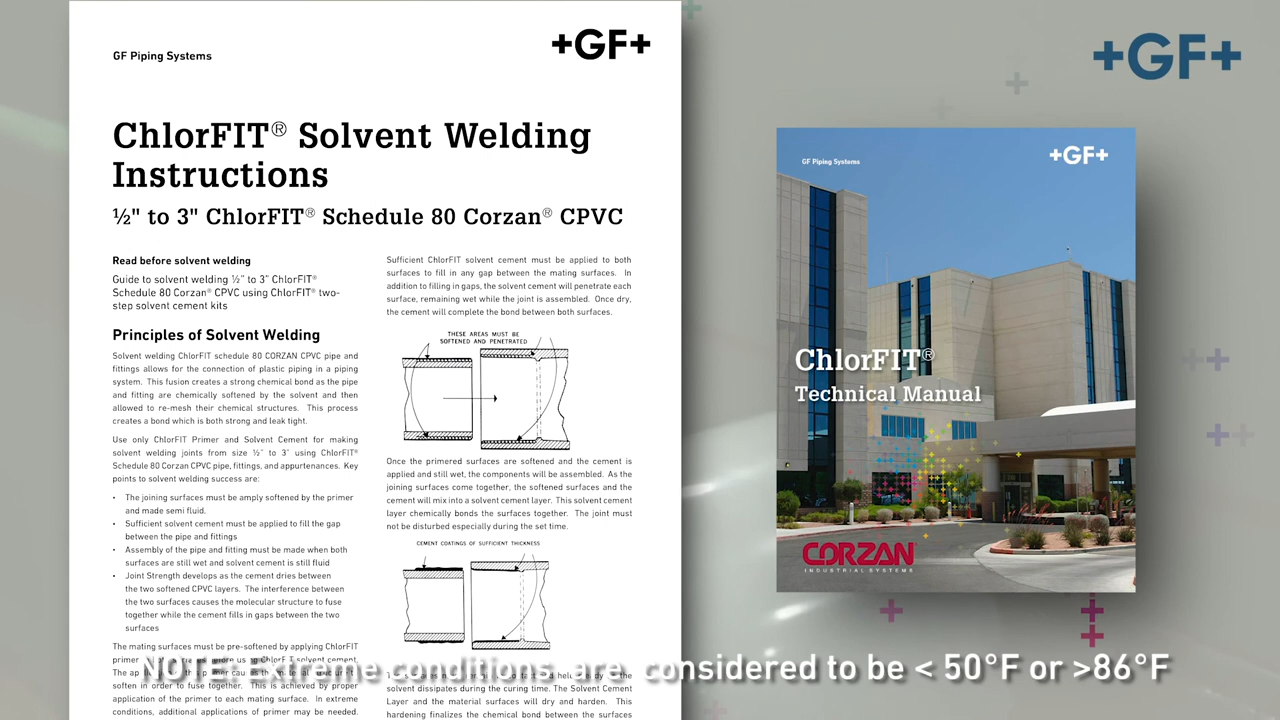 GF Piping Systems
+GF+
ChlorFIT® Solvent Welding
Instructions
½" to 3" ChlorFIT® Schedule 80 Corzan® CPVC
Read before solvent welding
Guide to solvent welding ½" to 3" ChlorFIT®
Schedule 80 Corzan® CPVC using ChlorFIT® two-
step solvent cement kits
Principles of Solvent Welding
Solvent welding ChlorFIT schedule 80 CORZAN CPVC pipe and
fittings allows for the connection of plastic piping in a piping
system. This fusion creates a strong chemical bond as the pipe
and fitting are chemically softened by the solvent and then
allowed to re-mesh their chemical structures. This process
creates a bond which is both strong and leak tight.
Use only ChlorFIT Primer and Solvent Cement for making
solvent welding joints from size ½" to 3" using ChlorFIT®
Schedule 80 Corzan CPVC pipe, fittings, and appurtenances. Key
points to solvent welding success are:
• The joining surfaces must be amply softened by the primer
and made semi fluid.
• Sufficient solvent cement must be applied to fill the gap
between the pipe and fittings
• Assembly of the pipe and fitting must be made when both
surfaces are still wet and solvent cement is still fluid
• Joint Strength develops as the cement dries between
the two softened CPVC layers. The interference between
the two surfaces causes the molecular structure to fuse
together while the cement fills in gaps between the two
surfaces
The mating surfaces must be pre-softened by applying ChlorFIT
primer
soften in order to fuse together. This is achieved by proper
application of the primer to each mating surface. In extreme
conditions, additional applications of primer may be needed.
Sufficient ChlorFIT solvent cement must be applied to both
surfaces to fill in any gap between the mating surfaces. In
addition to filling in gaps, the solvent cement will penetrate each
surface, remaining wet while the joint is assembled. Once dry,
the cement will complete the bond between both surfaces.
THESE AREAS MUST BE
SOFTENED AND PENETRATED
Once the primered surfaces are softened and the cement is
applied and still wet, the components will be assembled. As the
joining surfaces come together, the softened surfaces and the
cement will mix into a solvent cement layer. This solvent cement
layer chemically bonds the surfaces together. The joint must
not be disturbed especially during the set time.
CEMENT COATINGS OF SUFFICIENT THICKNESS
solvent dissipates during the curing time. The Solvent Cement
Layer and the material surfaces will dry and harden. This
hardening finalizes the chemical bond between the surfaces
+GF+
GF Piping Systems
+GF+
ChlorFIT®
Technical Manual
CORZAN
INDUSTRIAL SYSTEMS
NOTE: Extreme conditions are considered to be < 50°F or >86°F